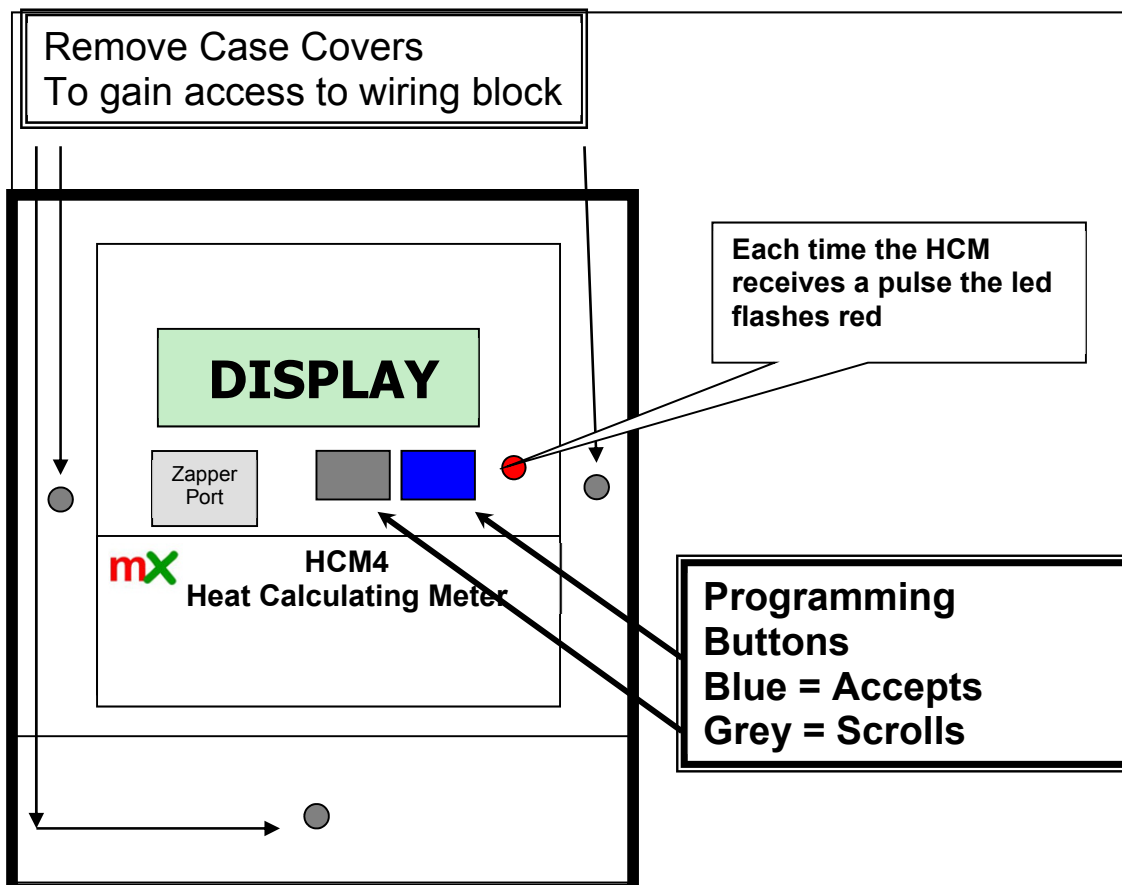 Remove Case Covers
To gain access to wiring block
Each time the HCM
receives a pulse the led
flashes red
DISPLAY
Zapper
Port
mX
HCM4
Heat Calculating Meter
Programming
Buttons
Blue = Accepts
Grey = Scrolls